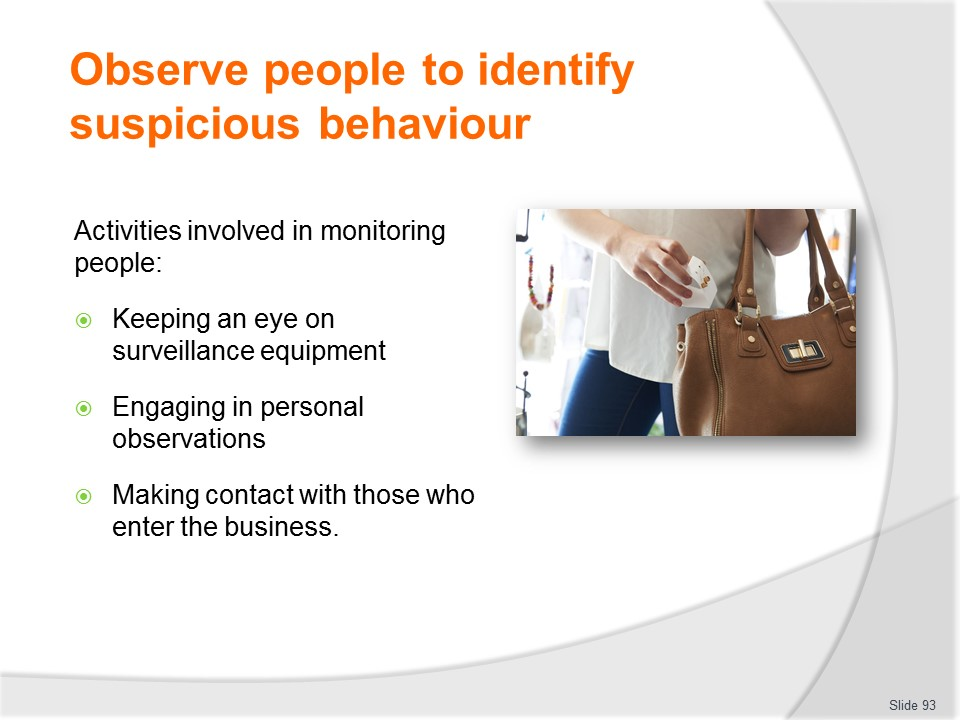 Observe people to identify
suspicious behaviour
Activities involved in monitoring
people:
Keeping an eye on
surveillance equipment
Engaging in personal
observations
Making contact with those who
enter the business.
Slide 93